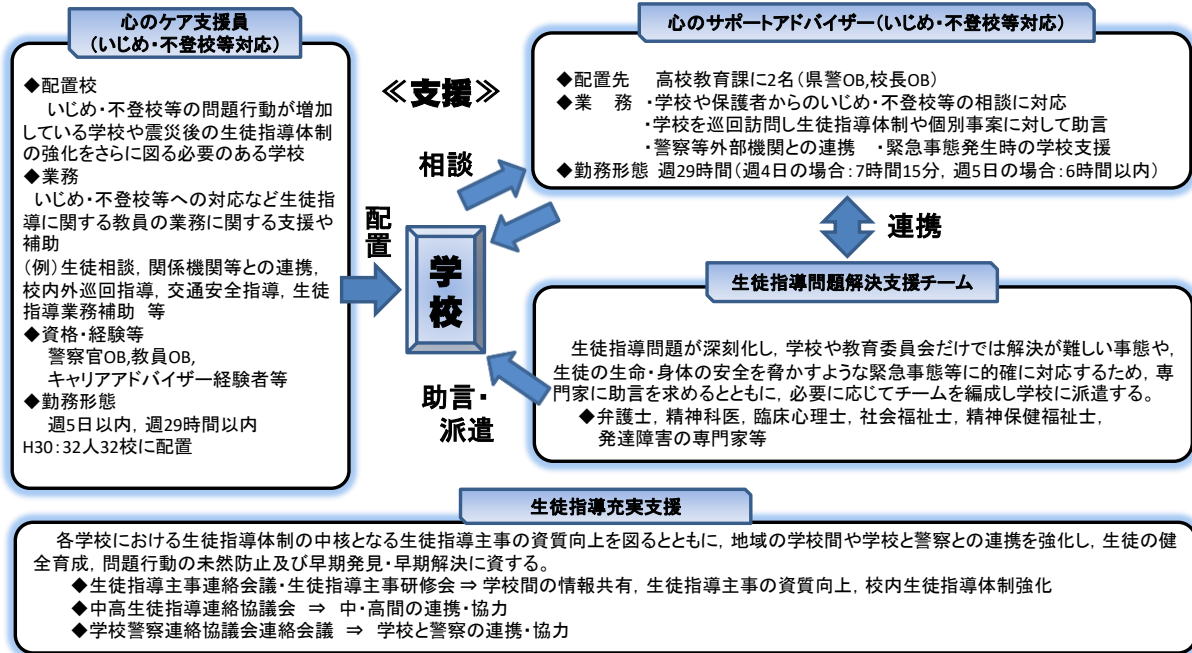 心のケア支援員
(いじめ・不登校等対応)
◆配置校
いじめ・不登校等の問題行動が増加
している学校や震災後の生徒指導体制
の強化をさらに図る必要のある学校
◆業務
いじめ・不登校等への対応など生徒指
導に関する教員の業務に関する支援や
補助
(例)生徒相談，関係機関等との連携，
校内外巡回指導，交通安全指導，生徒
指導業務補助 等
◆資格・経験等
警察官OB,教員OB,
キャリアアドバイザー経験者等
◆勤務形態
週5日以内，週29時間以内
H30：32人32校に配置
≪支援≫
相談
配置
学校
助言・
派遣
心のサポートアドバイザー(いじめ・不登校等対応)
◆配置先 高校教育課に2名(県警OB,校長OB)
◆業 務 ・学校や保護者からのいじめ・不登校等の相談に対応
・学校を巡回訪問し生徒指導体制や個別事案に対して助言
・警察等外部機関との連携 ・緊急事態発生時の学校支援
◆勤務形態 週29時間(週4日の場合：7時間15分，週5日の場合：6時間以内)
連携
生徒指導問題解決支援チーム
生徒指導問題が深刻化し，学校や教育委員会だけでは解決が難しい事態や，
生徒の生命・身体の安全を脅かすような緊急事態等に的確に対応するため，専
門家に助言を求めるとともに，必要に応じてチームを編成し学校に派遣する。
◆弁護士，精神科医，臨床心理士，社会福祉士，精神保健福祉士，
発達障害の専門家等
生徒指導充実支援
各学校における生徒指導体制の中核となる生徒指導主事の資質向上を図るとともに，地域の学校間や学校と警察との連携を強化し，生徒の健
全育成，問題行動の未然防止及び早期発見・早期解決に資する。
◆生徒指導主事連絡会議・生徒指導主事研修会 ⇒ 学校間の情報共有，生徒指導主事の資質向上，校内生徒指導体制強化
◆中高生徒指導連絡協議会 ⇒ 中・高間の連携・協力
◆学校警察連絡協議会連絡会議 ⇒ 学校と警察の連携・協力